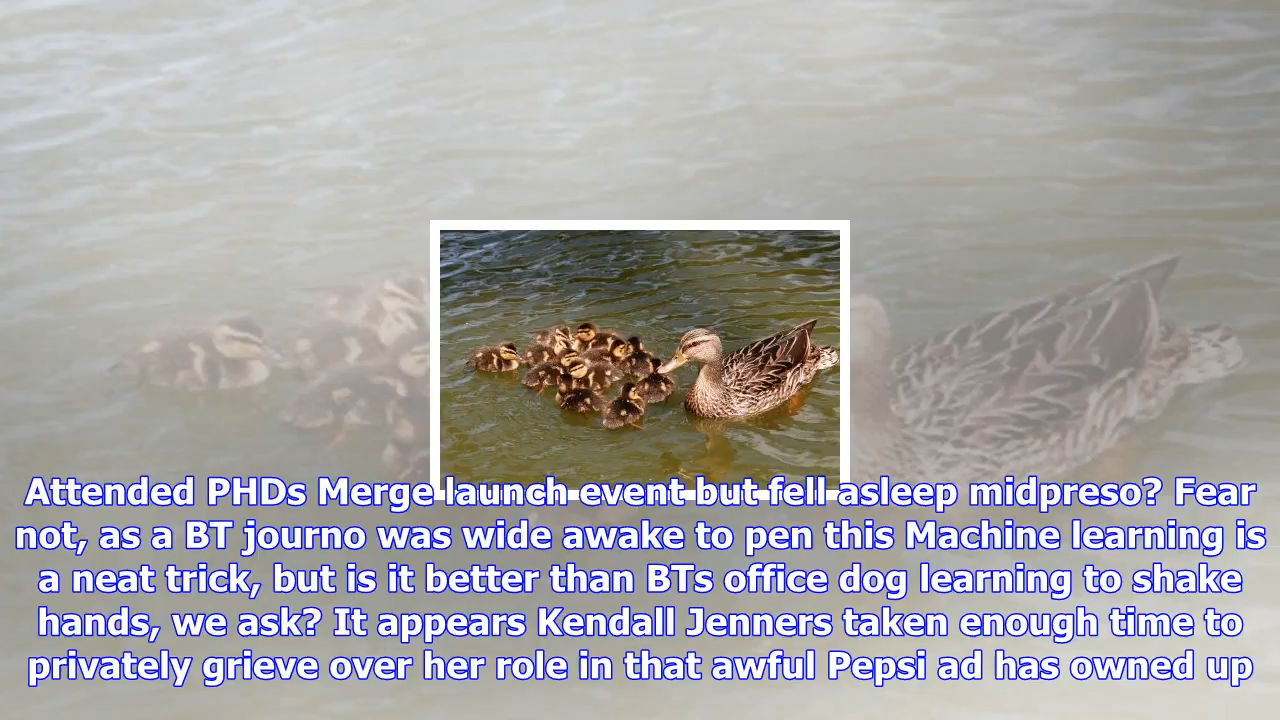 Attended PHDs Merge launch event but fell asleep midpreso? Fear
not, as a BT journo was wide awake to pen this Machine learning is
a neat trick, but is it better than BTs office dog learning to shake
hands, we ask? It appears Kendall Jenners taken enough time to
privately grieve over her role in that awful Pepsi ad has owned up